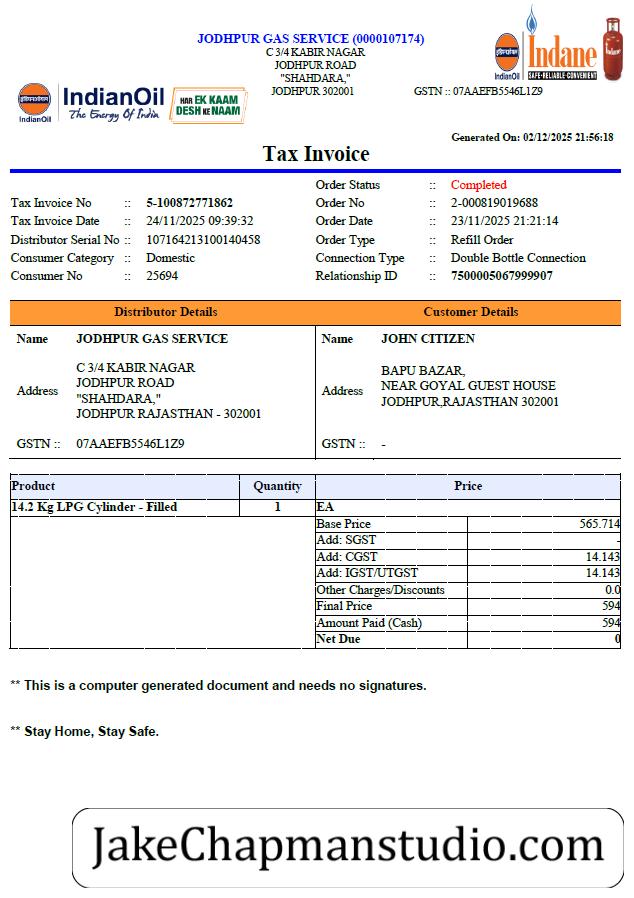 JODHPUR GAS SERVICE (0000107174)
C 3/4 KABIR NAGAR
JODHPUR ROAD
"SHAHDARA,"
JODHPUR 302001
GSTN :: 07AAEFB5546L1Z9
इंडियनऑयल
IndianOil
Indane
SAFE•RELIABLE•CONVENIENT
इंडियनऑयल
IndianOil
IndianOil
The Energy Of India
HAR EK KAAM
DESH KE NAAM
Generated On: 02/12/2025 21:56:18
Tax Invoice
Order Status :: Completed
Tax Invoice No :: 5-100872771862 Order No :: 2-000819019688
Tax Invoice Date :: 24/11/2025 09:39:32 Order Date :: 23/11/2025 21:21:14
Distributor Serial No :: 107164213100140458 Order Type :: Refill Order
Consumer Category :: Domestic Connection Type :: Double Bottle Connection
Consumer No :: 25694 Relationship ID :: 7500005067999907
Distributor Details Customer Details
Name JODHPUR GAS SERVICE Name JOHN CITIZEN
Address C 3/4 KABIR NAGAR
JODHPUR ROAD
"SHAHDARA,"
JODHPUR RAJASTHAN - 302001
Address BAPU BAZAR,
NEAR GOYAL GUEST HOUSE
JODHPUR,RAJASTHAN 302001
GSTN :: 07AAEFB5546L1Z9 GSTN :: -
Product Quantity Price
14.2 Kg LPG Cylinder - Filled 1 EA
Base Price 565.714
Add: SGST -
Add: CGST 14.143
Add: IGST/UTGST 14.143
Other Charges/Discounts 0.0
Final Price 594
Amount Paid (Cash) 594
Net Due 0
** This is a computer generated document and needs no signatures.
** Stay Home, Stay Safe.
JakeChapmanstudio.com